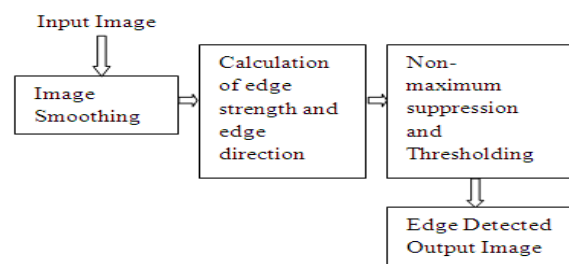 Input Image
Image
Smoothing
Calculation
of edge
strength and
edge
direction
Non-
maximum
suppression
and
Thresholding
Edge Detected
Output Image